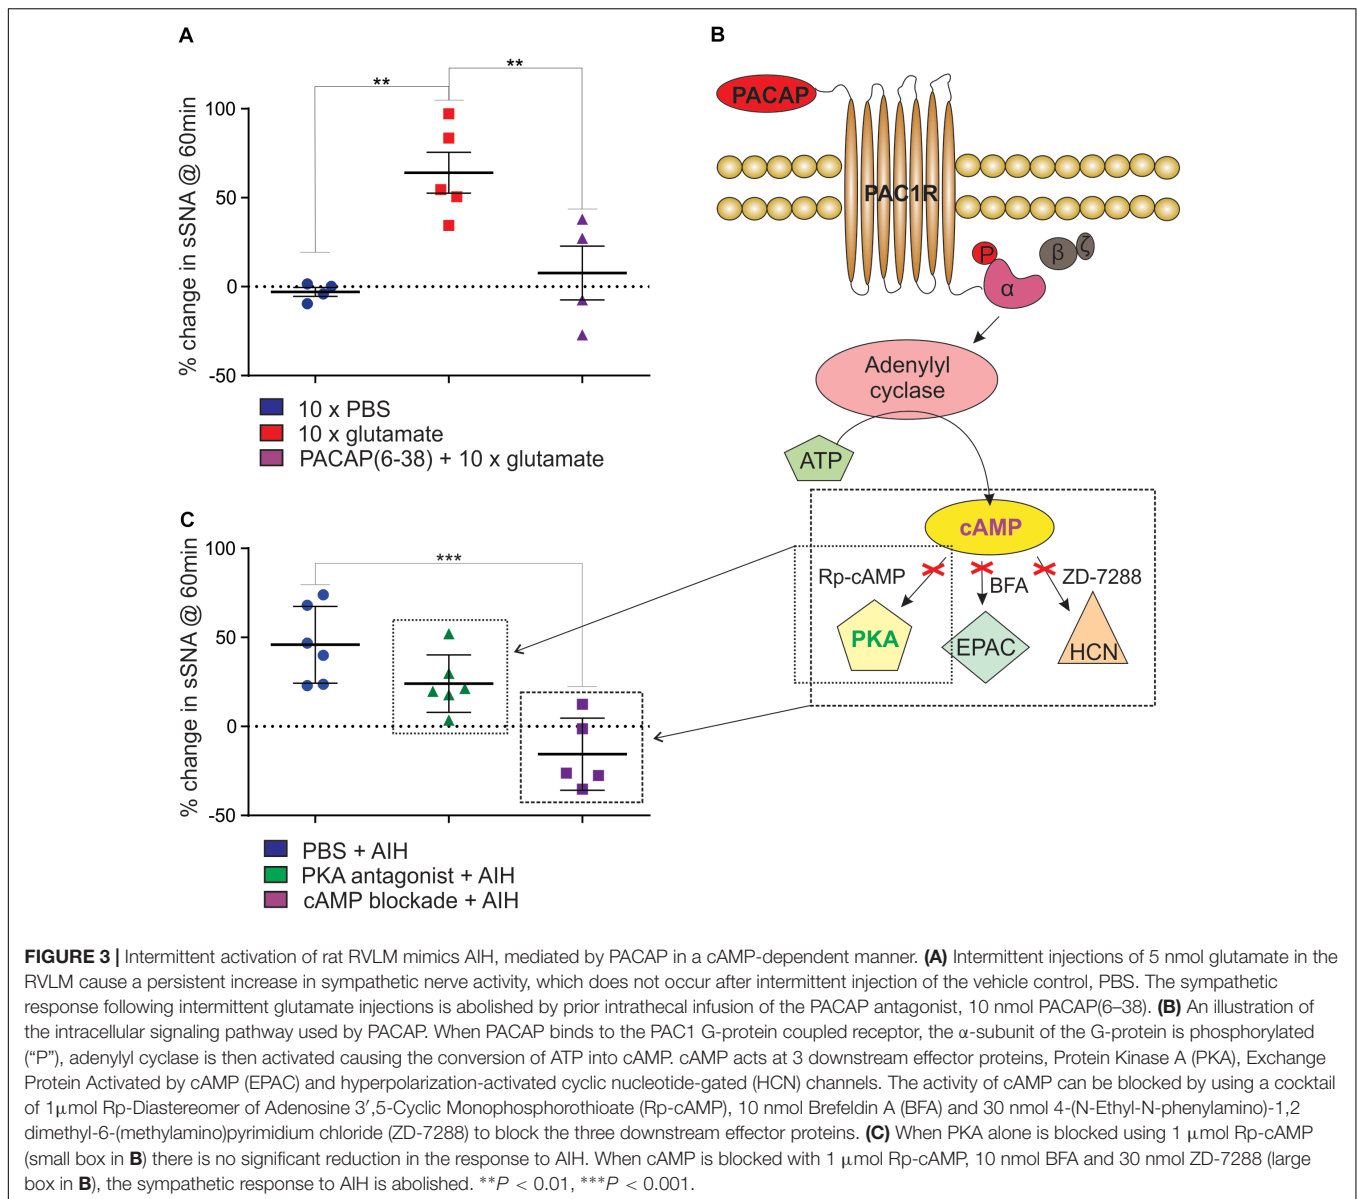 A
**
**
% change in sSNA @ 60min
100
50
0
-50
10 x PBS
10 x glutamate
PACAP(6-38) + 10 x glutamate
B
PACAP
PAC1R
P
α
β
ζ
Adenylyl
cyclase
ATP
cAMP
Rp-cAMP
BFA
ZD-7288
PKA
EPAC
HCN
C
***
% change in sSNA @ 60min
100
50
0
-50
PBS + AIH
PKA antagonist + AIH
cAMP blockade + AIH
FIGURE 3 | Intermittent activation of rat RVLM mimics AIH, mediated by PACAP in a cAMP-dependent manner. (A) Intermittent injections of 5 nmol glutamate in the
RVLM cause a persistent increase in sympathetic nerve activity, which does not occur after intermittent injection of the vehicle control, PBS. The sympathetic
response following intermittent glutamate injections is abolished by prior intrathecal infusion of the PACAP antagonist, 10 nmol PACAP(6–38). (B) An illustration of
the intracellular signaling pathway used by PACAP. When PACAP binds to the PAC1 G-protein coupled receptor, the α-subunit of the G-protein is phosphorylated
(“P”), adenylyl cyclase is then activated causing the conversion of ATP into cAMP. cAMP acts at 3 downstream effector proteins, Protein Kinase A (PKA), Exchange
Protein Activated by cAMP (EPAC) and hyperpolarization-activated cyclic nucleotide-gated (HCN) channels. The activity of cAMP can be blocked by using a cocktail
of 1μmol Rp-Diastereomer of Adenosine 3′,5-Cyclic Monophosphorothioate (Rp-cAMP), 10 nmol Brefeldin A (BFA) and 30 nmol 4-(N-Ethyl-N-phenylamino)-1,2
dimethyl-6-(methylamino)pyrimidium chloride (ZD-7288) to block the three downstream effector proteins. (C) When PKA alone is blocked using 1 μmol Rp-cAMP
(small box in B) there is no significant reduction in the response to AIH. When cAMP is blocked with 1 μmol Rp-cAMP, 10 nmol BFA and 30 nmol ZD-7288 (large
box in B), the sympathetic response to AIH is abolished. **P < 0.01, ***P < 0.001.